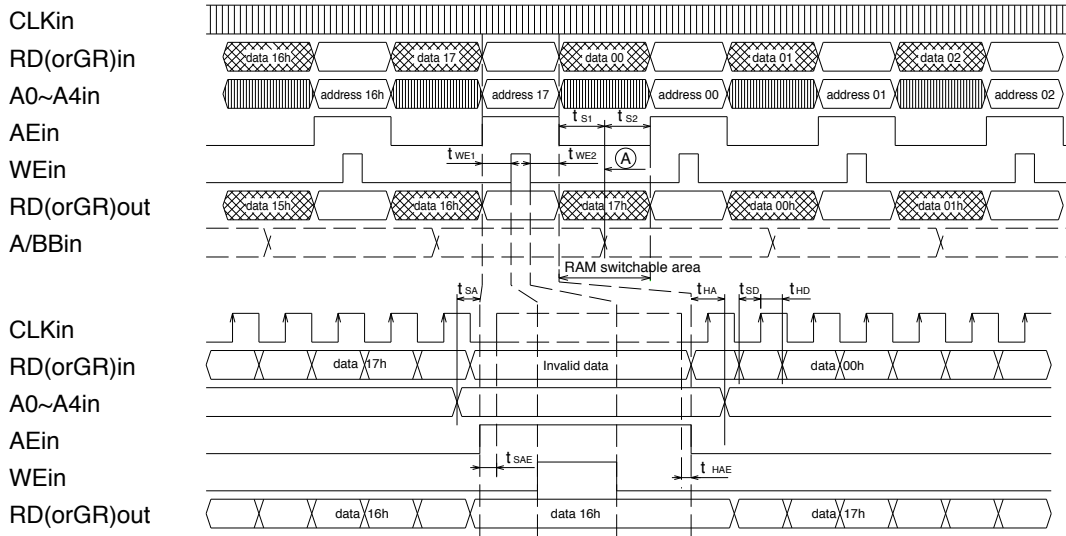 CLKin
RD(orGR)in data 16h data 17 data 00 data 01 data 02
A0~A4in address 16h address 17 address 00 address 01 address 02
AEin t S1 t S2
WEin t WE1 t WE2 A
RD(orGR)out data 15h data 16h data 17h data 00h data 01h
A/BBin
RAM switchable area
t SA t HA t SD t HD
CLKin
RD(orGR)in data 17h Invalid data data 00h
A0~A4in
AEin
t SAE t HAE
WEin
RD(orGR)out data 16h data 16h data 17h